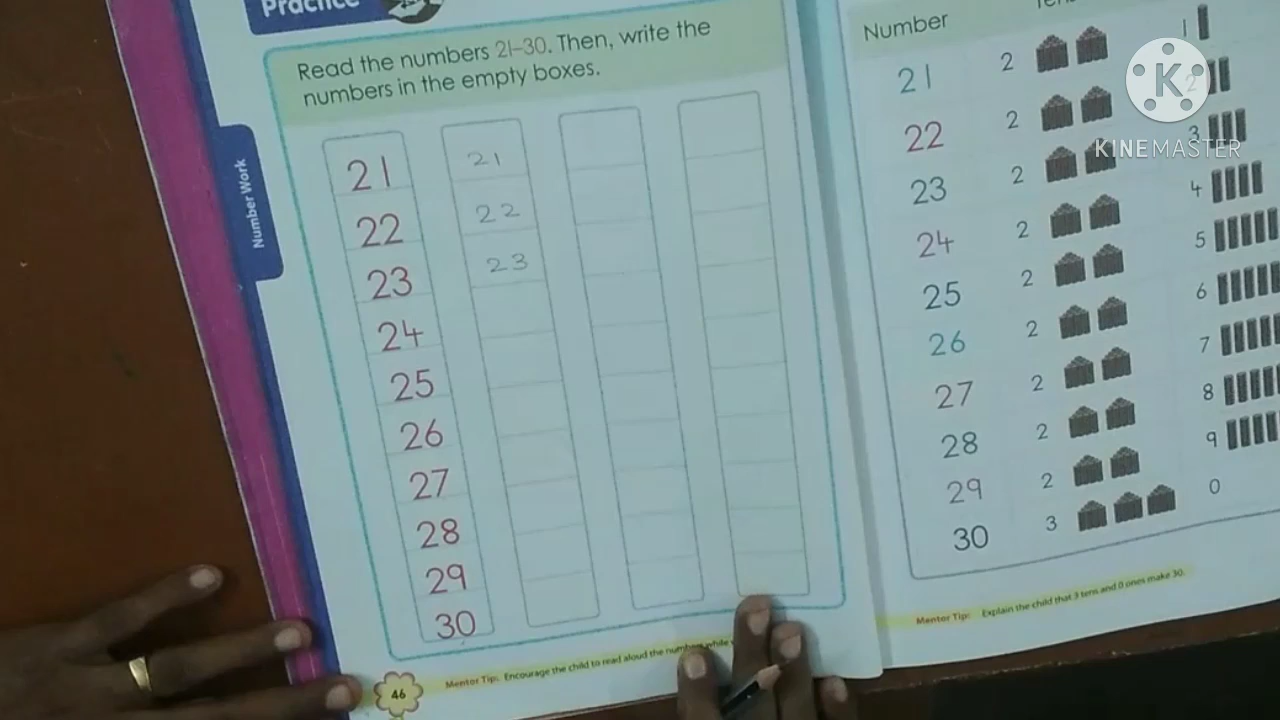 Practice
Read the numbers 21–30. Then, write the
numbers in the empty boxes.
Number Work
21 21
22 22
23 23
24
25
26
27
28
29
30
46
Mentor Tip: Encourage the child to read aloud the numbers while
Number
21 2 1
22 2 2
23 2 3
24 2 4
25 2 5
26 2 6
27 2 7
28 2 8
29 2 9
30 3 0
Mentor Tip: Explain the child that 3 tens and 0 ones make 30.
K
KINEMASTER